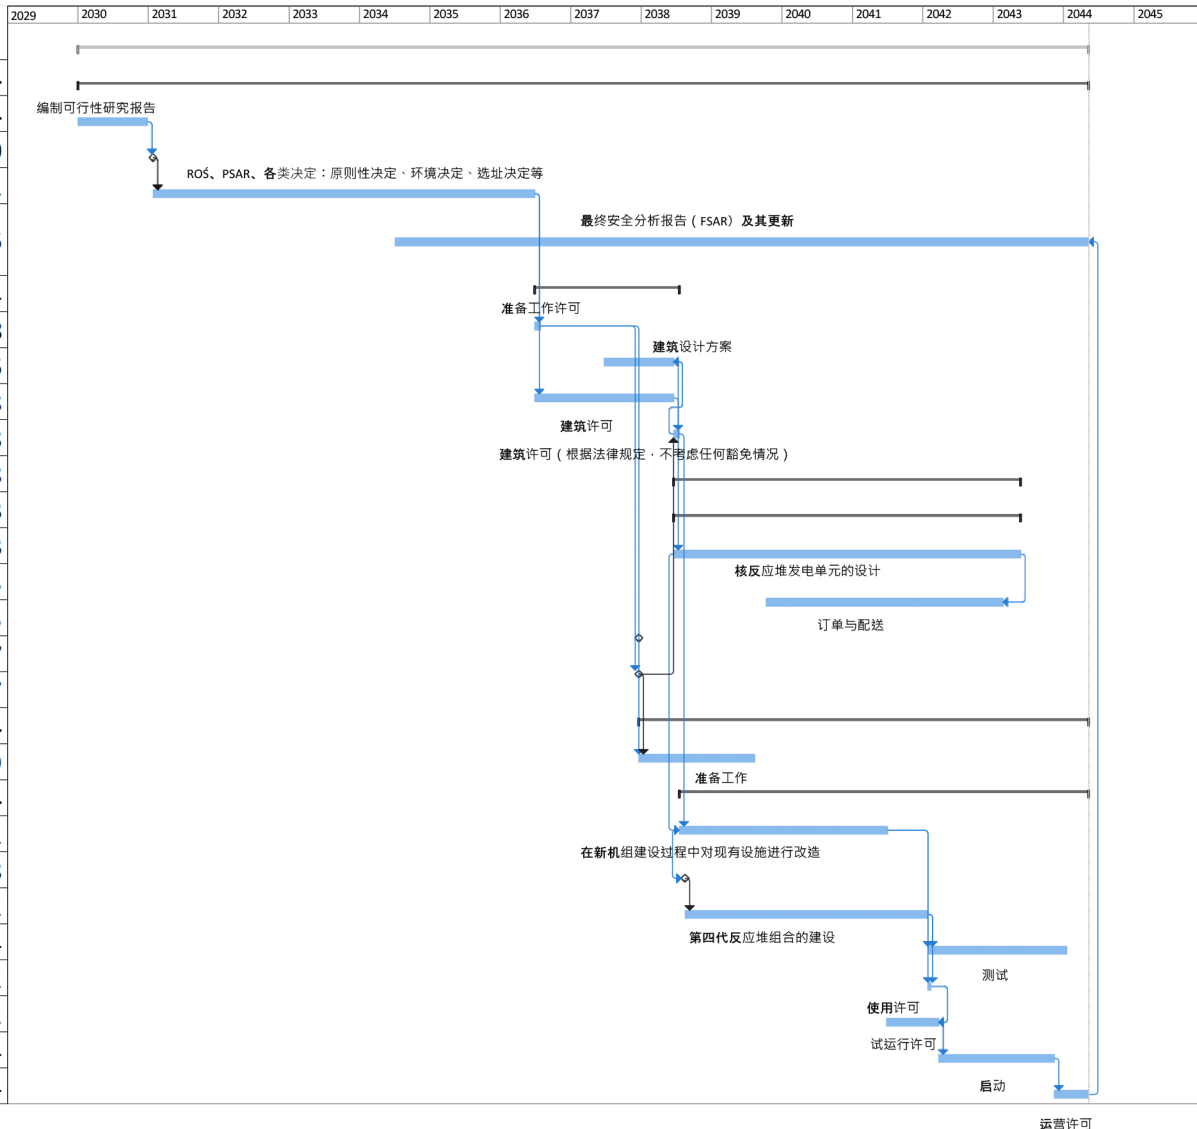 2029 2030 2031 2032 2033 2034 2035 2036 2037 2038 2039 2040 2041 2042 2043 2044 2045
编制可行性研究报告
ROŚ、PSAR、各类决定：原则性决定、环境决定、选址决定等
最终安全分析报告（FSAR）及其更新
准备工作许可
建筑设计方案
建筑许可
建筑许可（根据法律规定，不考虑任何豁免情况）
核反应堆发电单元的设计
订单与配送
准备工作
在新机组建设过程中对现有设施进行改造
第四代反应堆组合的建设
测试
使用许可
试运行许可
启动
运营许可